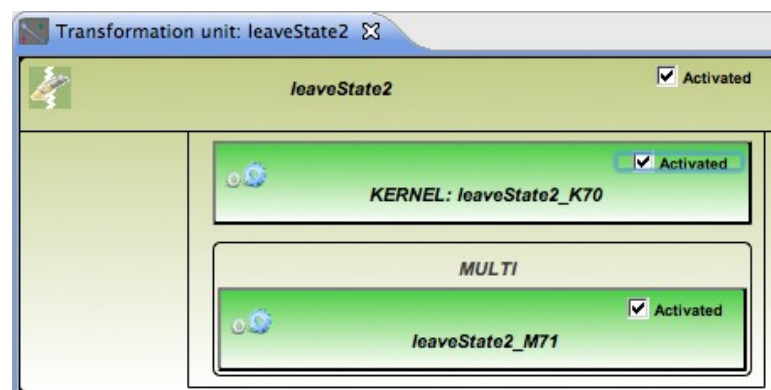 Transformation unit: leaveState2
leaveState2
Activated
Activated
KERNEL: leaveState2_K70
MULTI
Activated
leaveState2_M71